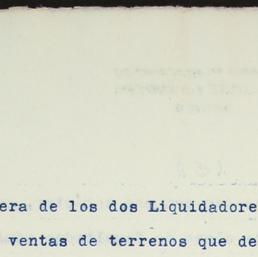 era de los dos Liquidadore
ventas de terrenos que de